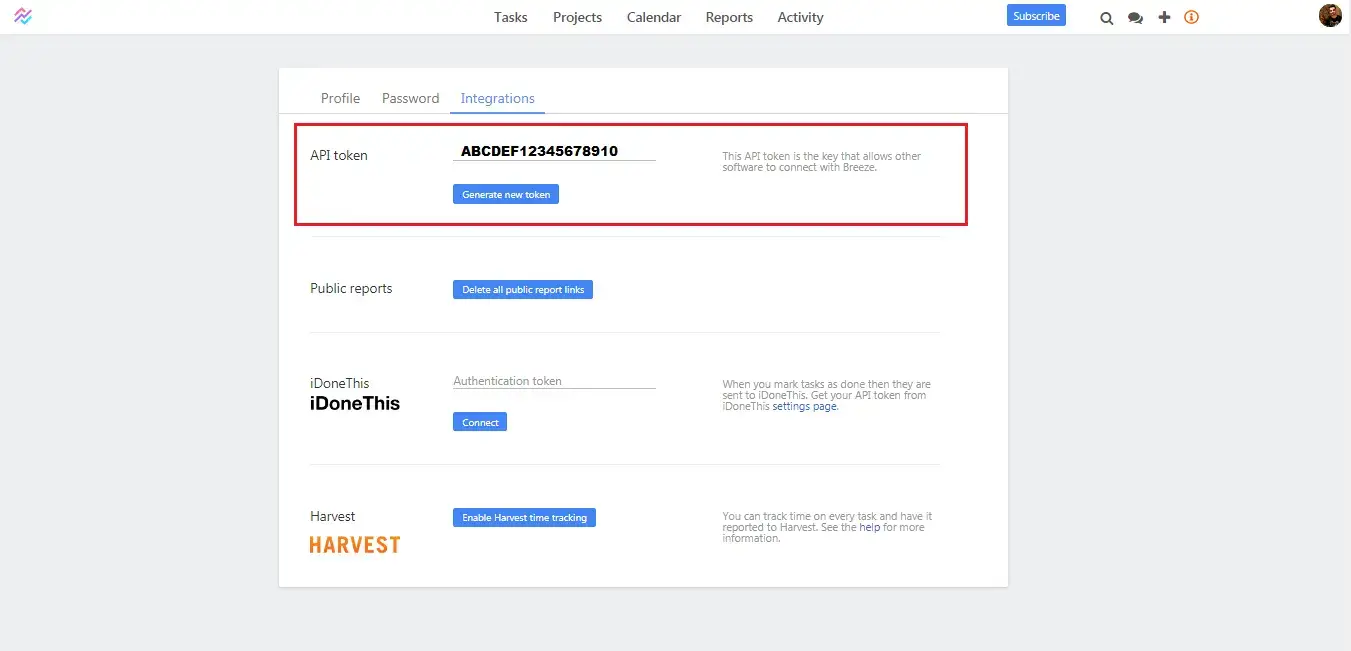 Tasks Projects Calendar Reports Activity Subscribe
Profile Password Integrations
API token
ABCDEF12345678910
Generate new token
This API token is the key that allows other
software to connect with Breeze.
Public reports
Delete all public report links
iDoneThis
iDoneThis
Authentication token
Connect
When you mark tasks as done then they are
sent to iDoneThis. Get your API token from
iDoneThis settings page.
Harvest
HARVEST
Enable Harvest time tracking
You can track time on every task and have it
reported to Harvest. See the help for more
information.